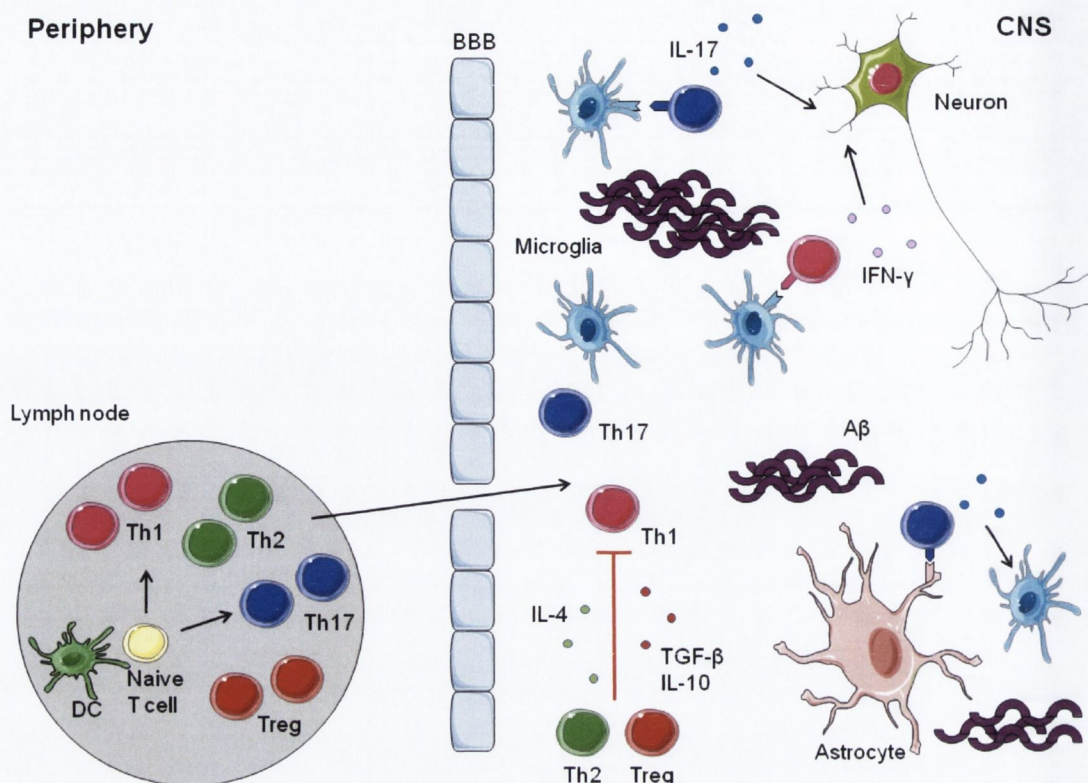 Periphery
BBB
CNS
IL-17
Neuron
Microglia
IFN-γ
Lymph node
Th17
Aβ
Th1
Th2
Th1
Th17
IL-4
TGF-β
IL-10
Naive
T cell
DC
Treg
Astrocyte
Th2
Treg